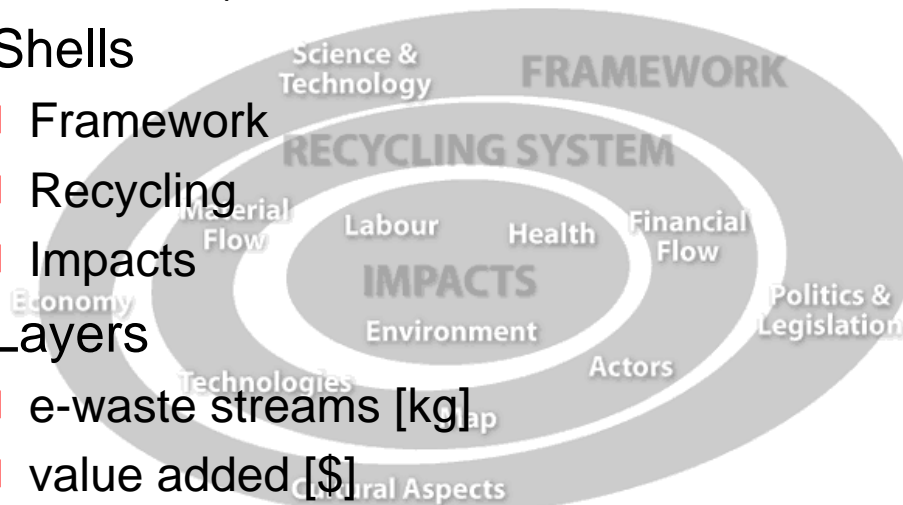 Shells
Science &
Technology
FRAMEWORK
Framework
RECYCLING SYSTEM
Recycling
Material
Flow
Labour
Health
Financial
Flow
Impacts
IMPACTS
Economy
Politics &
Legislation
Layers
Environment
Actors
Technologies
e-waste streams [kg]
Map
value added [$]
Cultural Aspects